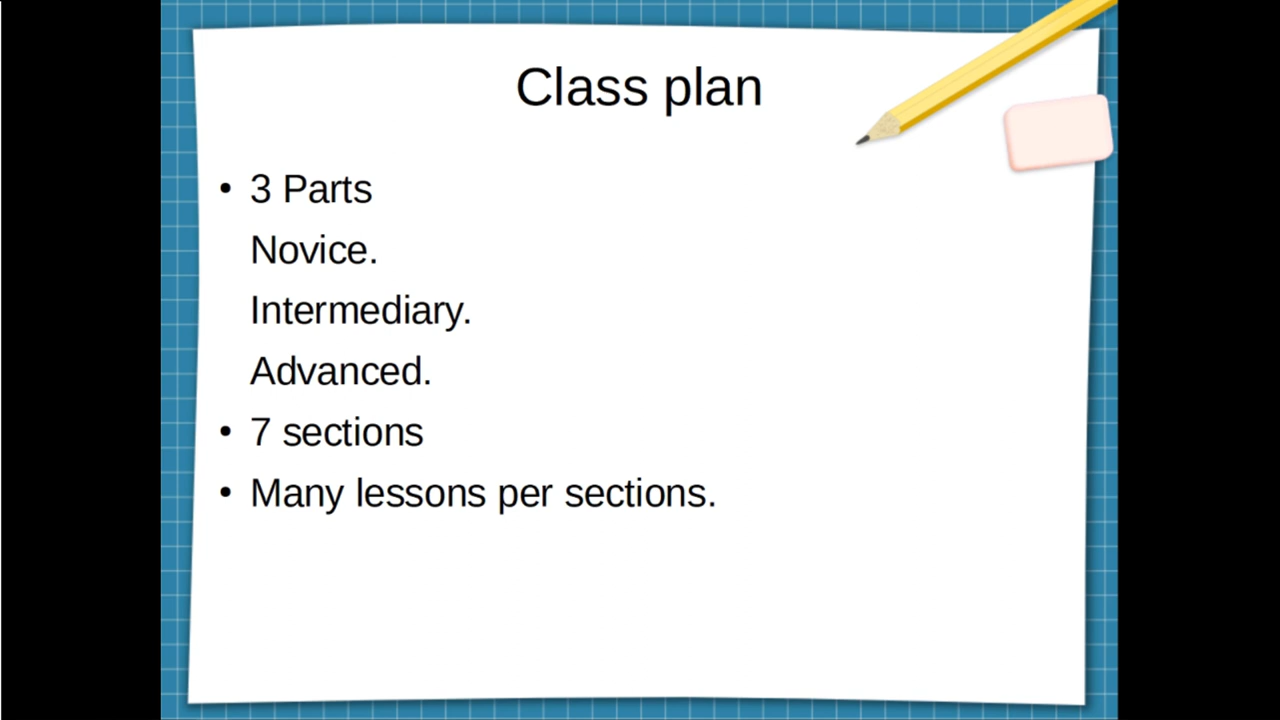 Class plan
• 3 Parts
Novice.
Intermediary.
Advanced.
• 7 sections
• Many lessons per sections.